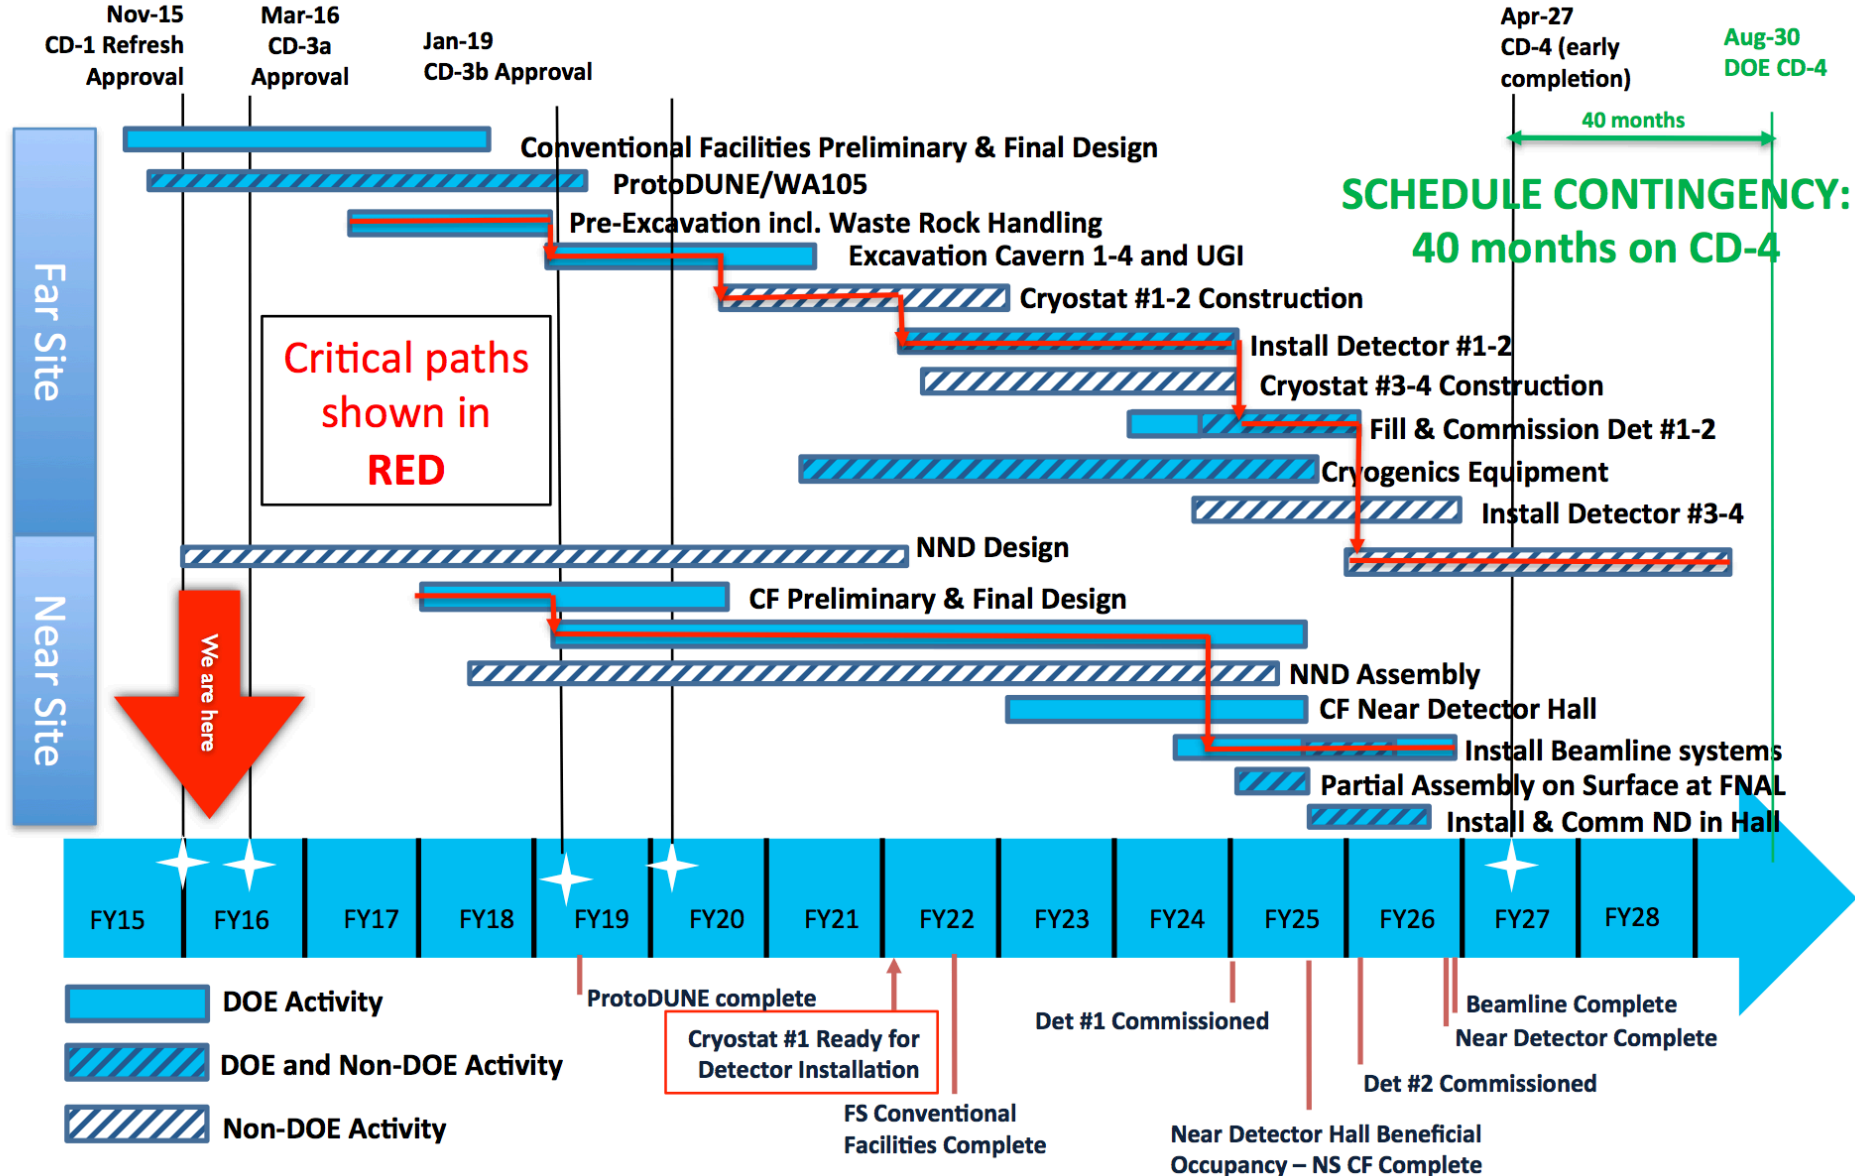 Nov-15
CD-1 Refresh
Approval
Mar-16
CD-3a
Approval
Jan-19
CD-3b Approval
Apr-27
CD-4 (early
completion)
Aug-30
DOE CD-4
40 months
SCHEDULE CONTINGENCY:
40 months on CD-4
Far Site
Conventional Facilities Preliminary & Final Design
ProtoDUNE/WA105
Pre-Excavation incl. Waste Rock Handling
Excavation Cavern 1-4 and UGI
Cryostat #1-2 Construction
Install Detector #1-2
Cryostat #3-4 Construction
Fill & Commission Det #1-2
Cryogenics Equipment
Install Detector #3-4
Critical paths
shown in
RED
Near Site
NND Design
CF Preliminary & Final Design
NND Assembly
CF Near Detector Hall
Install Beamline systems
Partial Assembly on Surface at FNAL
Install & Comm ND in Hall
We are here
FY15
FY16
FY17
FY18
FY19
FY20
FY21
FY22
FY23
FY24
FY25
FY26
FY27
FY28
DOE Activity
DOE and Non-DOE Activity
Non-DOE Activity
ProtoDUNE complete
Cryostat #1 Ready for
Detector Installation
FS Conventional
Facilities Complete
Det #1 Commissioned
Near Detector Hall Beneficial
Occupancy – NS CF Complete
Det #2 Commissioned
Beamline Complete
Near Detector Complete